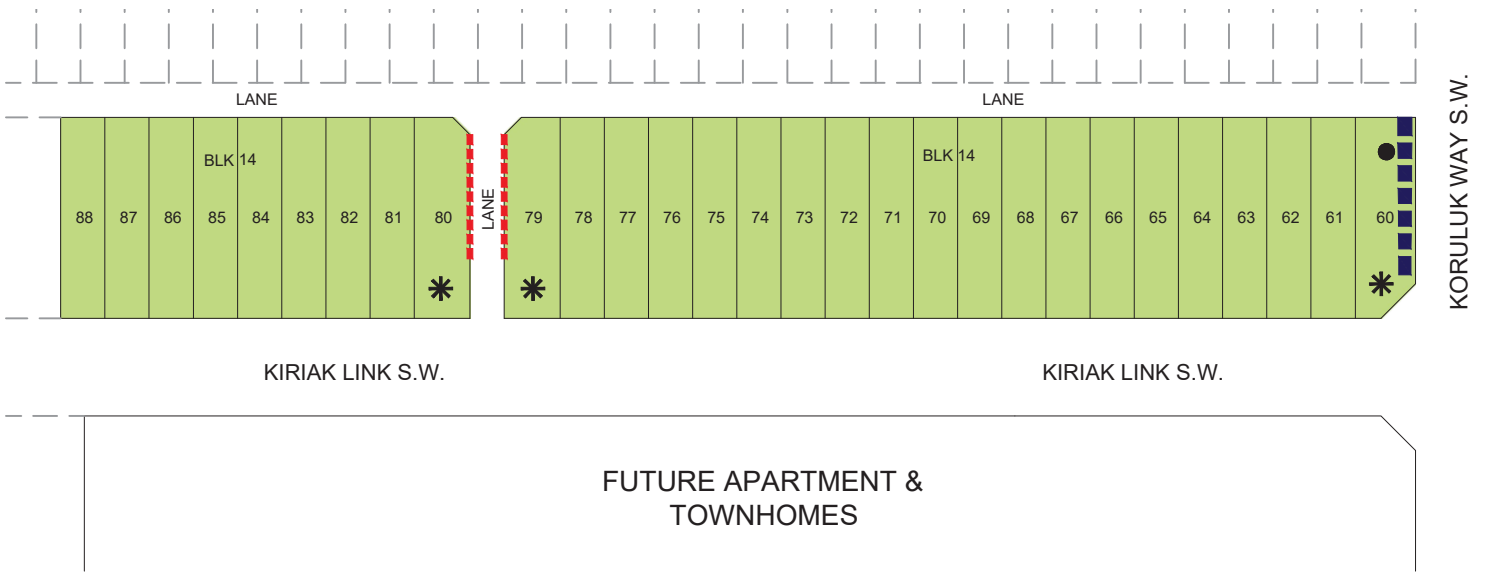 LANE
LANE
KORULUK WAY S.W.
BLK 14
BLK 14
88 87 86 85 84 83 82 81 80
LANE
79 78 77 76 75 74 73 72 71 70 69 68 67 66 65 64 63 62 61 60
KIRIAK LINK S.W.
KIRIAK LINK S.W.
FUTURE APARTMENT &
TOWNHOMES